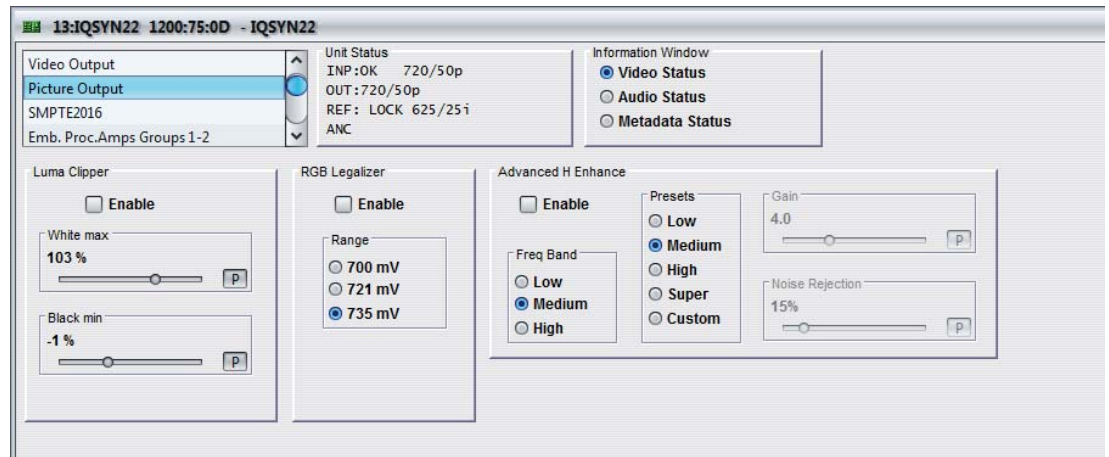 13:IQSYN22 1200:75:0D - IQSYN22
Video Output
Picture Output
SMPTE2016
Emb. Proc.Amps Groups 1-2
Unit Status
INP:OK 720/50p
OUT:720/50p
REF: LOCK 625/25i
ANC
Information Window
Video Status
Audio Status
Metadata Status
Luma Clipper
Enable
White max
103 %
P
Black min
-1 %
P
RGB Legalizer
Enable
Range
700 mV
721 mV
735 mV
Advanced H Enhance
Enable
Freq Band
Low
Medium
High
Presets
Low
Medium
High
Super
Custom
Gain
4.0
P
Noise Rejection
15%
P